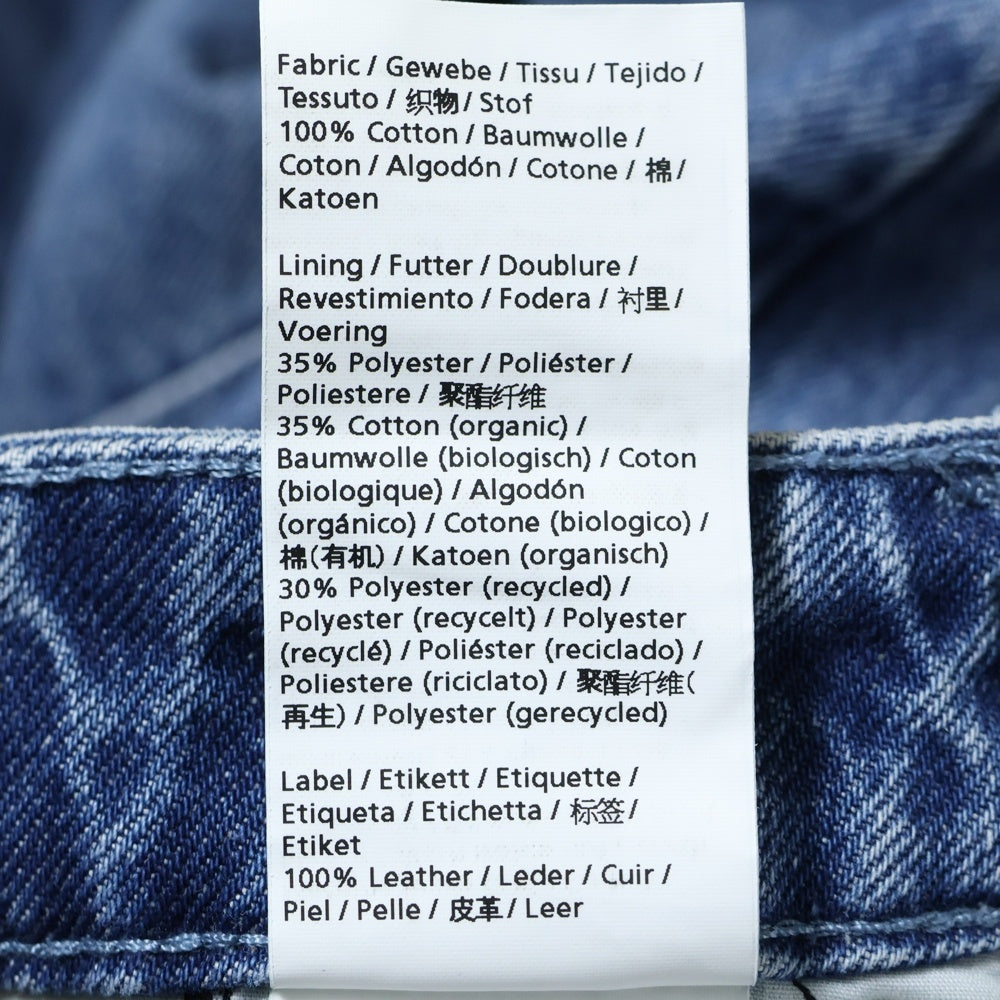 Fabric / Gewebe / Tissu / Tejido /
Tessuto / 织物 / Stof
100% Cotton / Baumwolle /
Coton / Algodón / Cotone / 棉 /
Katoen
Lining / Futter / Doublure /
Revestimiento / Fodera / 衬里 /
Voering
35% Polyester / Poliéster /
Poliestere / 聚酯纤维
35% Cotton (organic) /
Baumwolle (biologisch) / Coton
(biologique) / Algodón
(orgánico) / Cotone (biologico) /
棉(有机) / Katoen (organisch)
30% Polyester (recycled) /
Polyester (recycelt) / Polyester
(recyclé) / Poliéster (reciclado) /
Poliestere (riciclato) / 聚酯纤维(
再生) / Polyester (gerecycled)
Label / Etikett / Etiquette /
Etiqueta / Etichetta / 标签 /
Etiket
100% Leather / Leder / Cuir /
Piel / Pelle / 皮革 / Leer